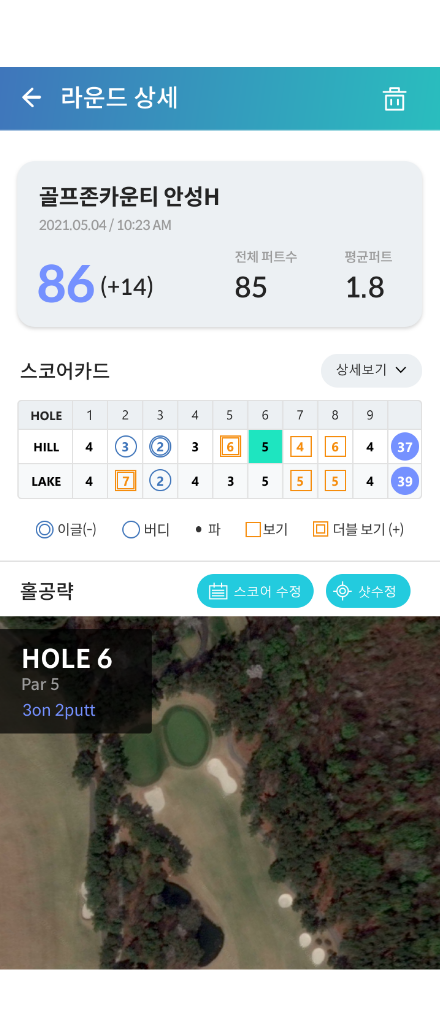 라운드 상세
골프존카운티 안성H
2021.05.04 / 10:23 AM
전체 퍼트수 평균퍼트
86 (+14) 85 1.8
스코어카드 상세보기
HOLE 1 2 3 4 5 6 7 8 9
HILL 4 3 2 3 6 5 4 6 4 37
LAKE 4 7 2 4 3 5 5 5 4 39
이글(-) 버디 • 파 보기 더블 보기 (+)
홀공략 스코어 수정 샷수정
HOLE 6
Par 5
3on 2putt